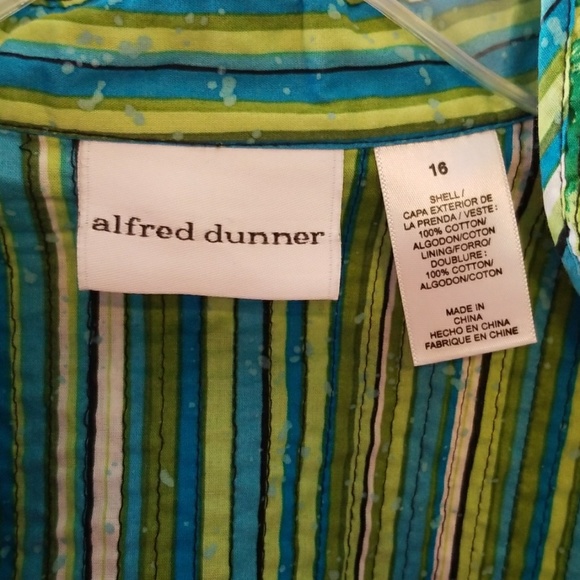 alfred dunner
16
SHELL/
CAPA EXTERIOR DE
LA PRENDA / VESTE:
100% COTTON/
ALGODON/COTON
LINING/FORRO/
DOUBLURE:
100% COTTON/
ALGODON/COTON
MADE IN
CHINA
HECHO EN CHINA
FABRIQUE EN CHINE